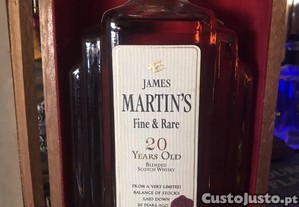 JAMES
MARTIN'S
Fine & Rare
20
YEARS OLD
BLENDED
SCOTCH WHISKY
FROM A VERY LIMITED
BALANCE OF STOCKS
LAID DOWN
20 YEARS AGO
CustoJusto.pt